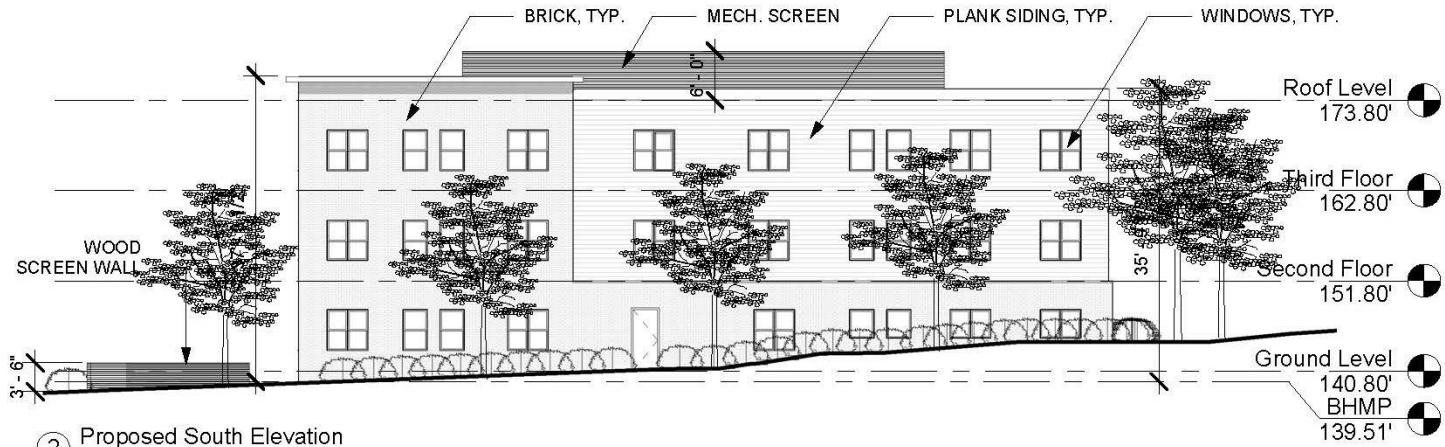 BRICK, TYP.
MECH. SCREEN
PLANK SIDING, TYP.
WINDOWS, TYP.
6' - 0"
Roof Level
173.80'
Third Floor
162.80'
WOOD
SCREEN WALL
35'
Second Floor
151.80'
3' - 6"
Ground Level
140.80'
BHMP
139.51'
Proposed South Elevation